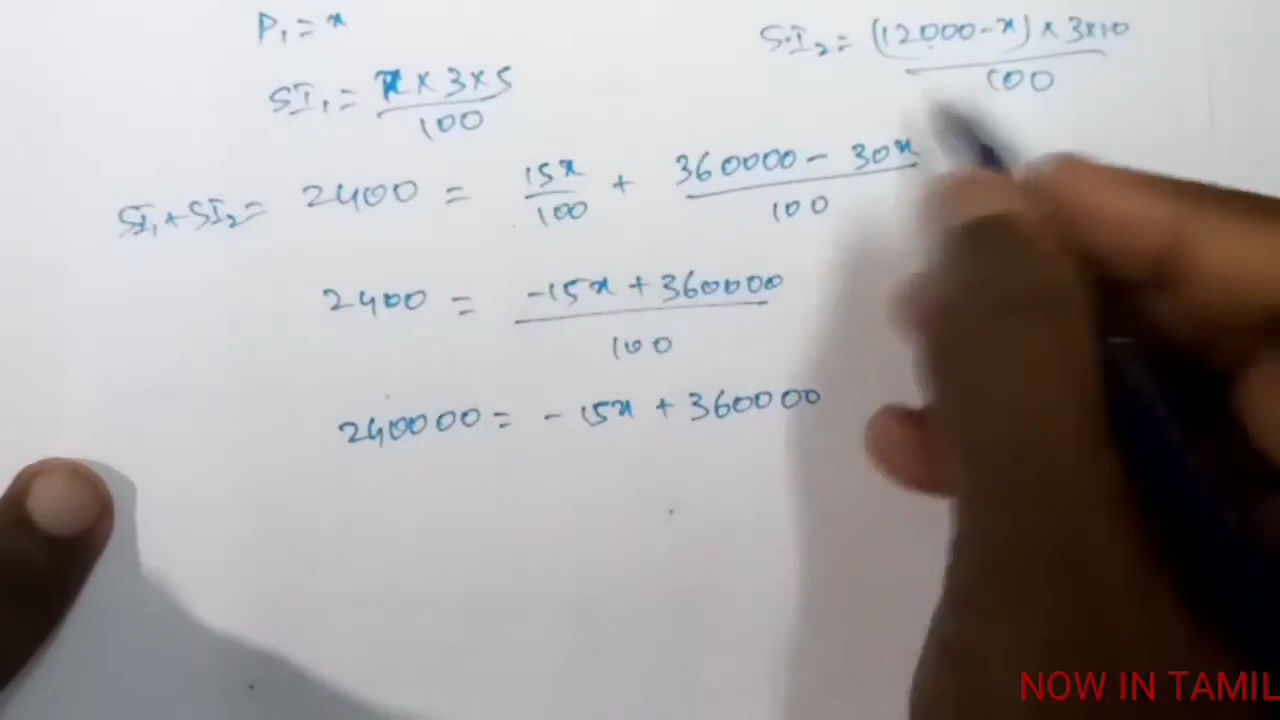 P₁ = x
S.I₂ = (12000 - x) × 3×10 / 100
SI₁ = x × 3 × 5 / 100
SI₁ + SI₂ = 2400 = 15x / 100 + 360000 - 30x / 100
2400 = -15x + 360000 / 100
240000 = - 15x + 360000
NOW IN TAMIL